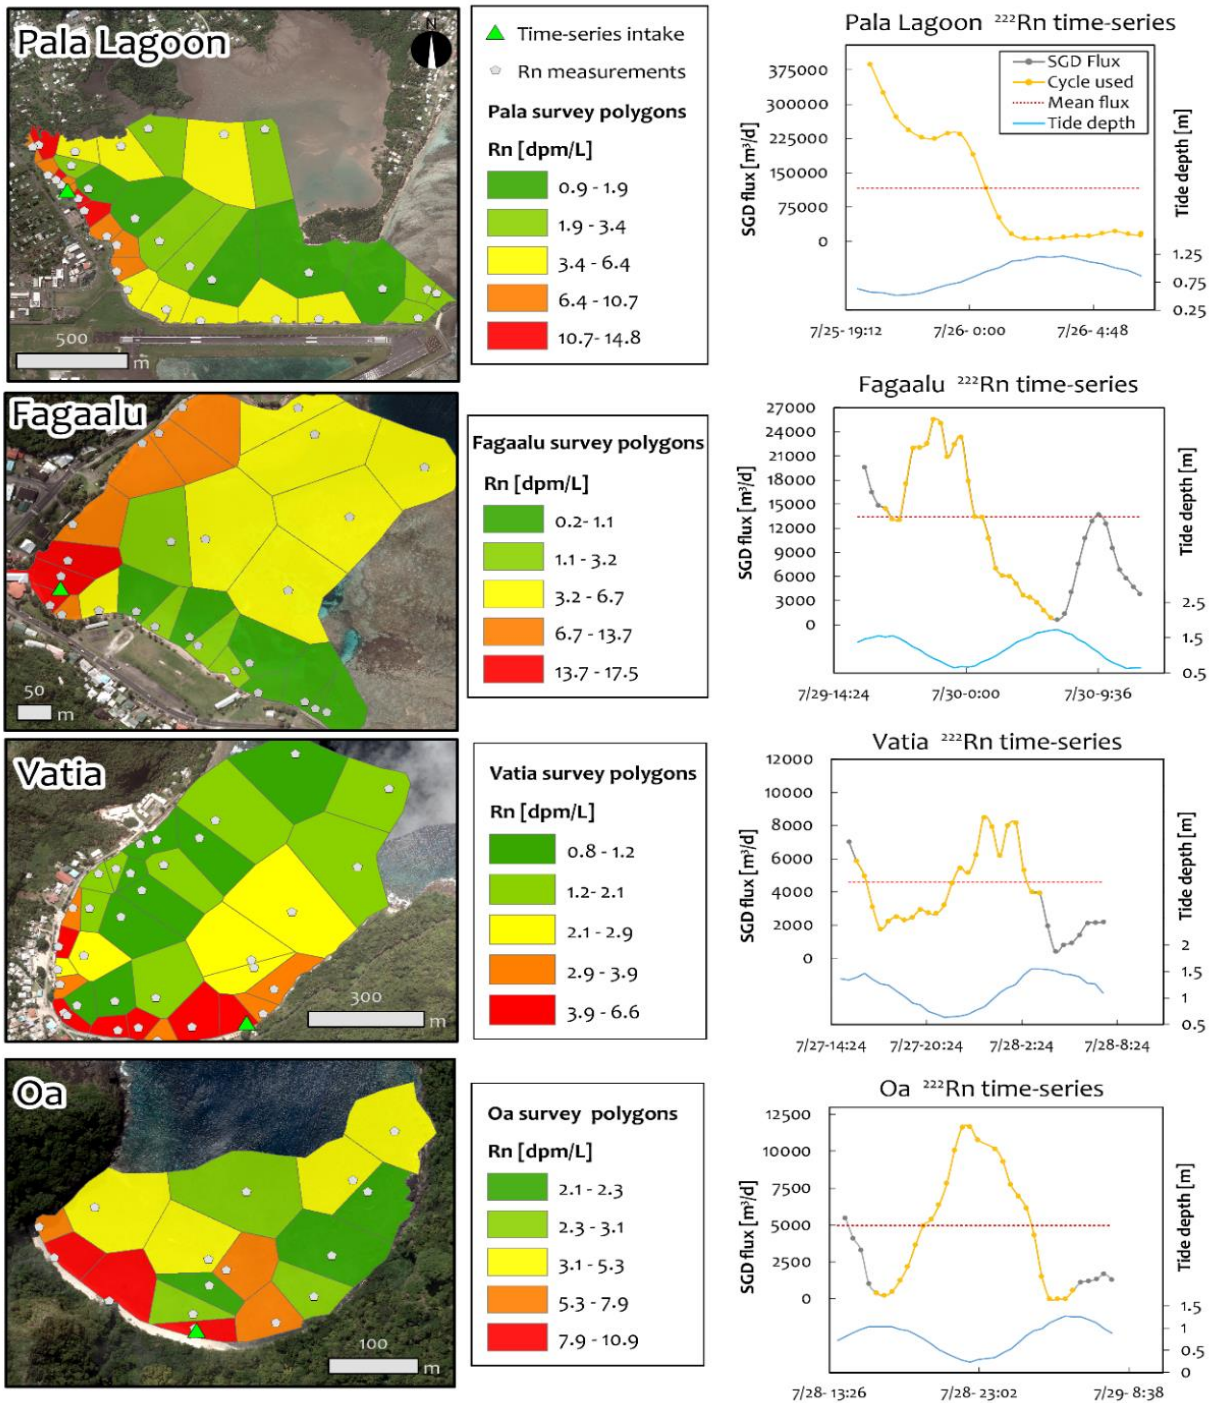 Pala Lagoon
N
500
m
Time-series intake
Rn measurements
Pala survey polygons
Rn [dpm/L]
0.9 - 1.9
1.9 - 3.4
3.4 - 6.4
6.4 - 10.7
10.7- 14.8
Pala Lagoon ²²²Rn time-series
SGD Flux
Cycle used
Mean flux
Tide depth
SGD flux [m³/d]
375000
300000
225000
150000
75000
0
Tide depth [m]
1.25
0.75
0.25
7/25- 19:12
7/26- 0:00
7/26- 4:48
Fagaalu
50
m
Fagaalu survey polygons
Rn [dpm/L]
0.2- 1.1
1.1 - 3.2
3.2 - 6.7
6.7 - 13.7
13.7 - 17.5
Fagaalu ²²²Rn time-series
SGD flux [m³/d]
27000
24000
21000
18000
15000
12000
9000
6000
3000
0
Tide depth [m]
2.5
1.5
0.5
7/29-14:24
7/30-0:00
7/30-9:36
Vatia
300
m
Vatia survey polygons
Rn [dpm/L]
0.8 - 1.2
1.2 - 2.1
2.1 - 2.9
2.9 - 3.9
3.9 - 6.6
Vatia ²²²Rn time-series
SGD flux [m³/d]
12000
10000
8000
6000
4000
2000
0
Tide depth [m]
2
1.5
1
0.5
7/27-14:24
7/27-20:24
7/28-2:24
7/28-8:24
Oa
100
m
Oa survey polygons
Rn [dpm/L]
2.1 - 2.3
2.3 - 3.1
3.1 - 5.3
5.3 - 7.9
7.9 - 10.9
Oa ²²²Rn time-series
SGD flux [m³/d]
12500
10000
7500
5000
2500
0
Tide depth [m]
1.5
1
0.5
0
7/28- 13:26
7/28- 23:02
7/29- 8:38